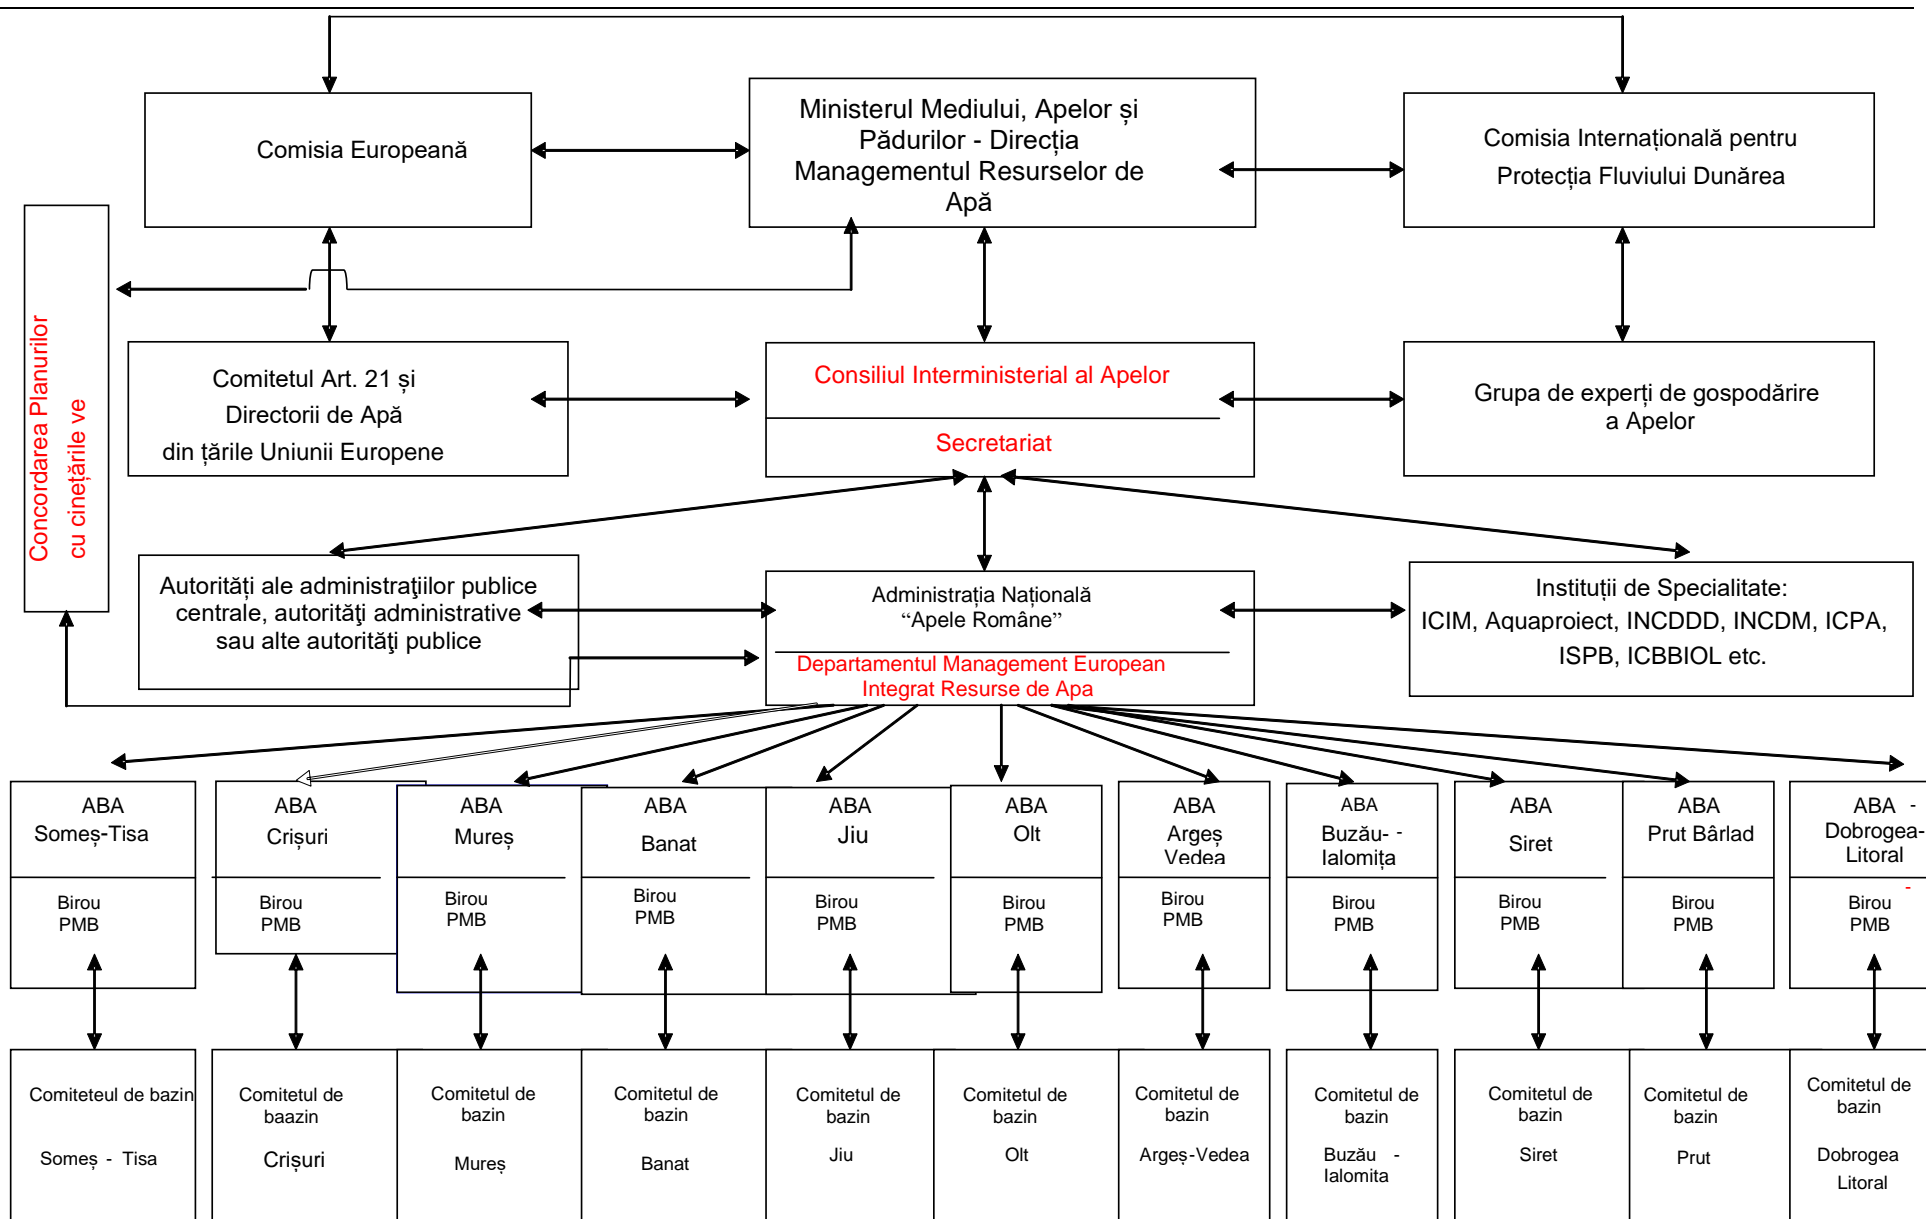 Comisia Europeană
Ministerul Mediului, Apelor și
Pădurilor - Direcția
Managementul Resurselor de
Apă
Comisia Internațională pentru
Protecția Fluviului Dunărea
Concordarea Planurilor
cu cinețările ve
Comitetul Art. 21 și
Directorii de Apă
din țările Uniunii Europene
Consiliul Interministerial al Apelor
Secretariat
Grupa de experți de gospodărire
a Apelor
Autorități ale administraţiilor publice
centrale, autorităţi administrative
sau alte autorităţi publice
Administrația Națională
“Apele Române”
Departamentul Management European
Integrat Resurse de Apa
Instituții de Specialitate:
ICIM, Aquaproiect, INCDDD, INCDM, ICPA,
ISPB, ICBBIOL etc.
ABA
Someș-Tisa
Birou
PMB
ABA
Crișuri
Birou
PMB
ABA
Mureș
Birou
PMB
ABA
Banat
Birou
PMB
ABA
Jiu
Birou
PMB
ABA
Olt
Birou
PMB
ABA
Argeș
Vedea
Birou
PMB
ABA
Buzău- -
Ialomița
Birou
PMB
ABA
Siret
Birou
PMB
ABA
Prut Bârlad
Birou
PMB
ABA -
Dobrogea-
Litoral
-
Birou
PMB
Comiteteul de bazin
Someș - Tisa
Comitetul de
baazin
Crișuri
Comitetul de
bazin
Mureș
Comitetul de
bazin
Banat
Comitetul de
bazin
Jiu
Comitetul de
bazin
Olt
Comitetul de
bazin
Argeș-Vedea
Comitetul de
bazin
Buzău -
Ialomita
Comitetul de
bazin
Siret
Comitetul de
bazin
Prut
Comitetul de
bazin
Dobrogea
Litoral